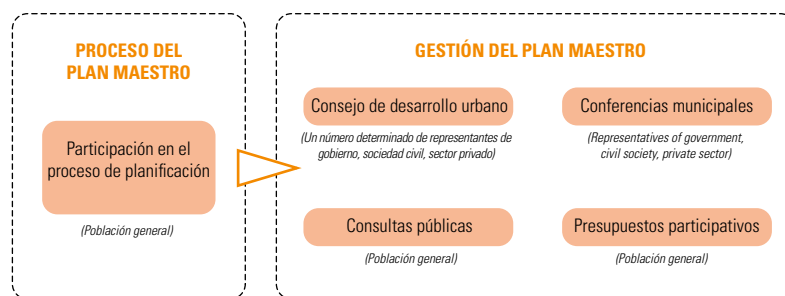 PROCESO DEL
PLAN MAESTRO
Participación en el
proceso de planificación
(Población general)
GESTIÓN DEL PLAN MAESTRO
Consejo de desarrollo urbano
(Un número determinado de representantes de
gobierno, sociedad civil, sector privado)
Conferencias municipales
(Representatives of government,
civil society, private sector)
Consultas públicas
(Población general)
Presupuestos participativos
(Población general)